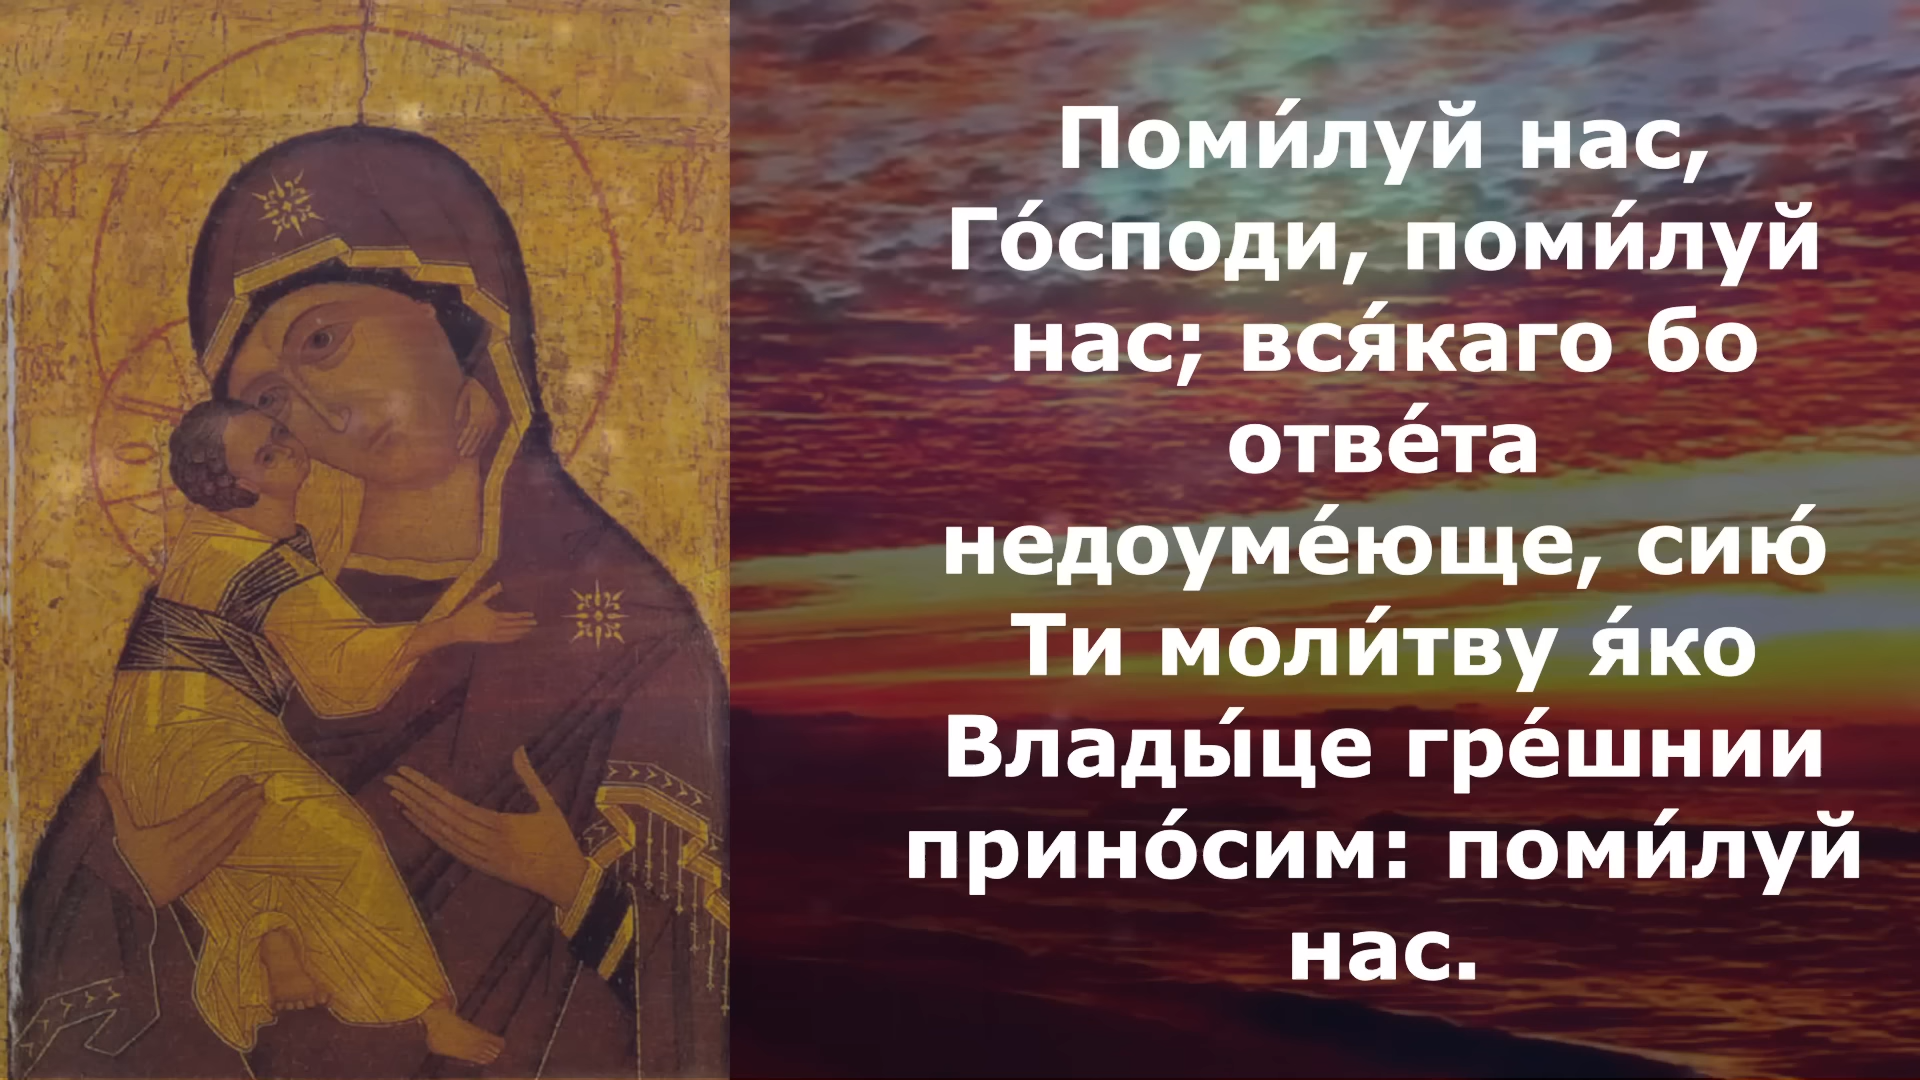 Поми́луй нас,
Го́споди, поми́луй
нас; вся́каго бо
отве́та
недоуме́юще, сию́
Ти моли́тву я́ко
Влады́це гре́шнии
прино́сим: поми́луй
нас.